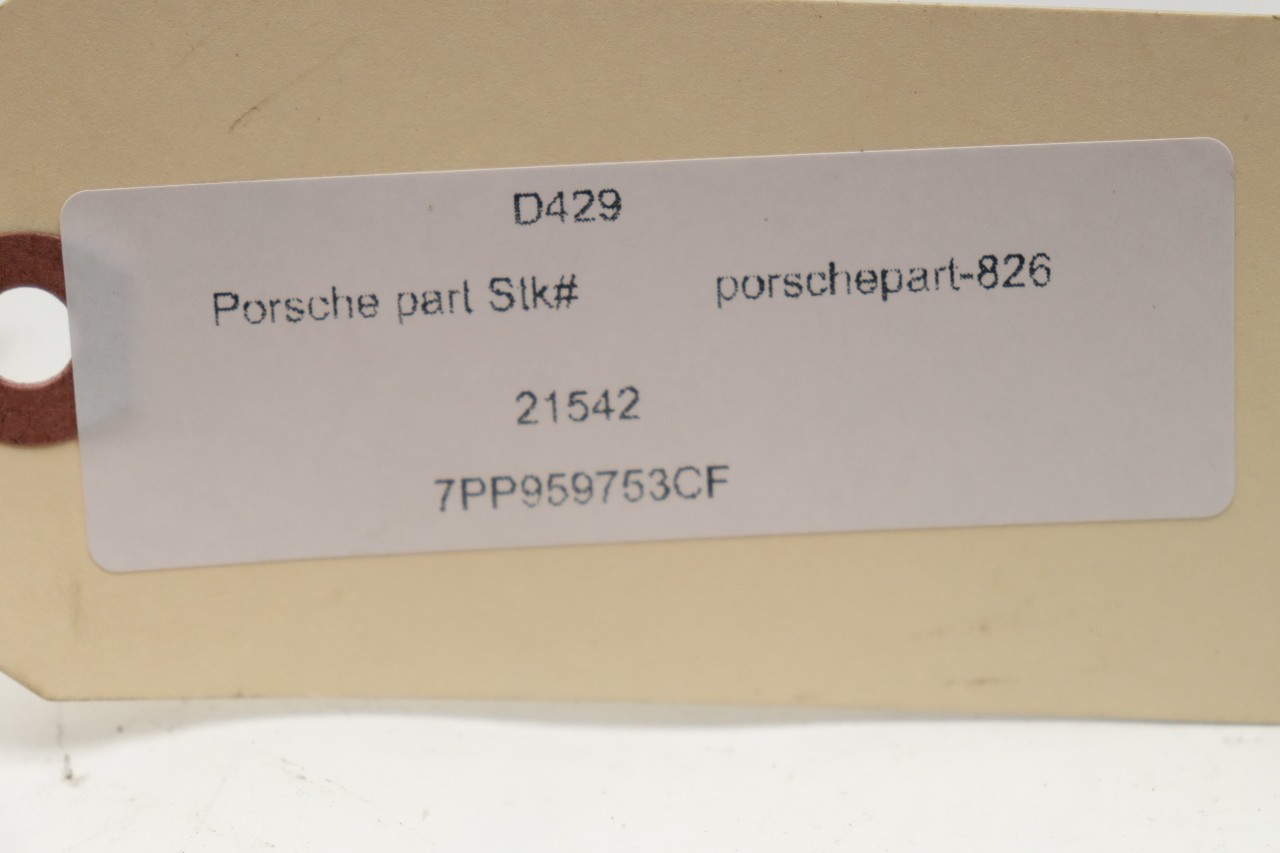 D429
Porsche part Stk# porschepart-826
21542
7PP959753CF